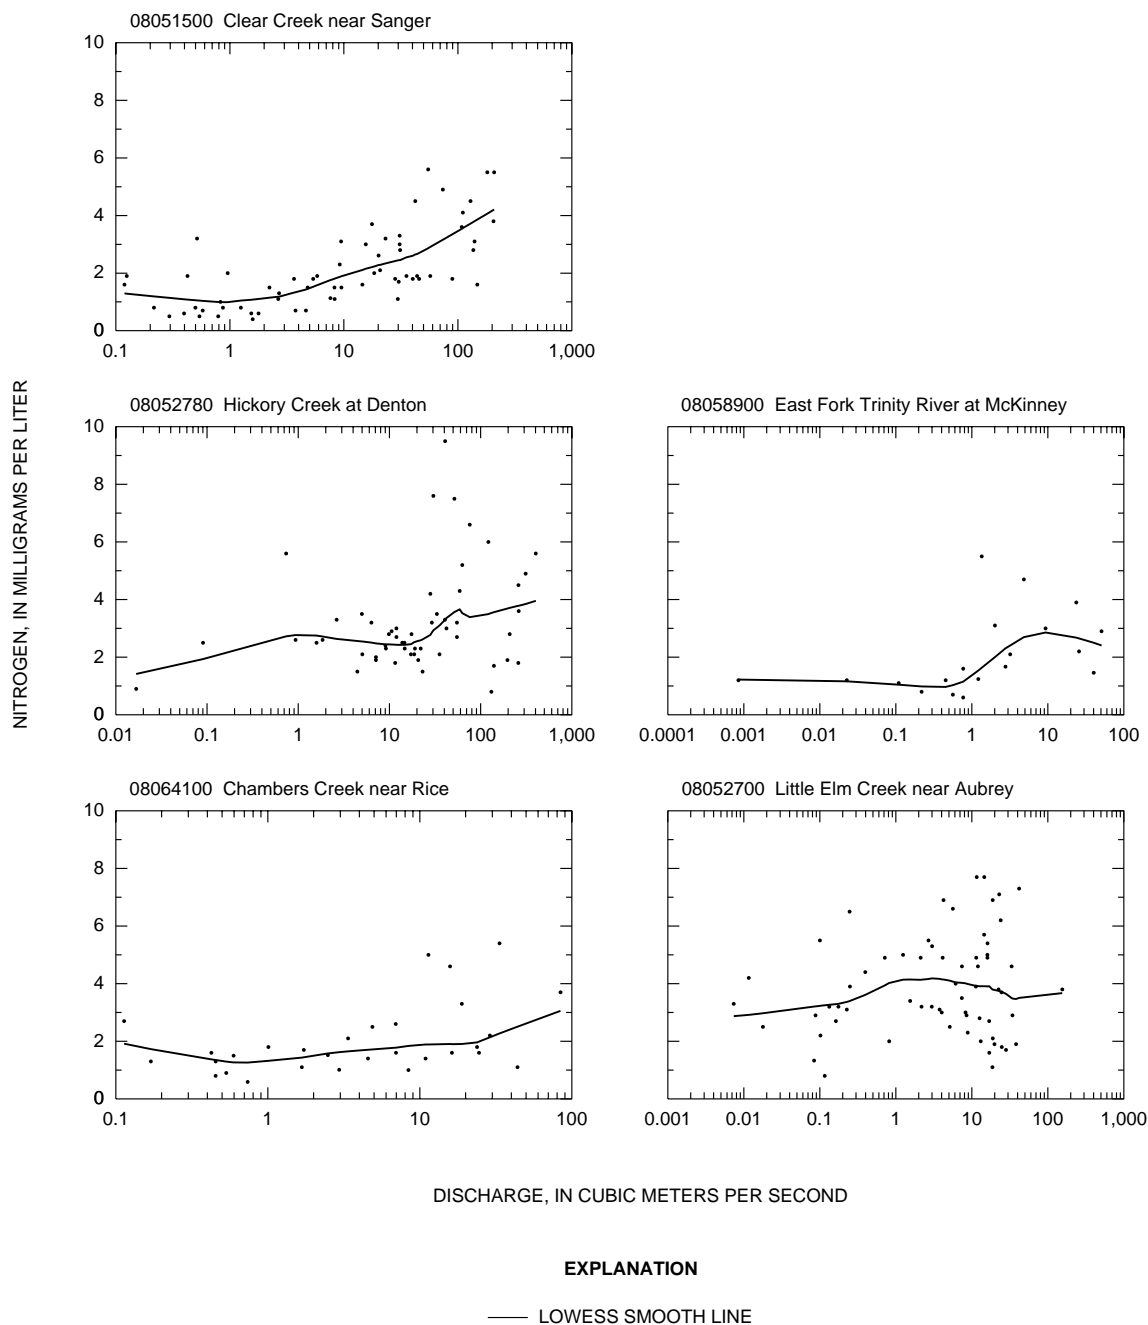 08051500 Clear Creek near Sanger
10
8
6
4
2
0
0.1 1 10 100 1,000
NITROGEN, IN MILLIGRAMS PER LITER
08052780 Hickory Creek at Denton
10
8
6
4
2
0
0.01 0.1 1 10 100 1,000
08058900 East Fork Trinity River at McKinney
0.0001 0.001 0.01 0.1 1 10 100
08064100 Chambers Creek near Rice
10
8
6
4
2
0
0.1 1 10 100
08052700 Little Elm Creek near Aubrey
0.001 0.01 0.1 1 10 100 1,000
DISCHARGE, IN CUBIC METERS PER SECOND
EXPLANATION
LOWESS SMOOTH LINE